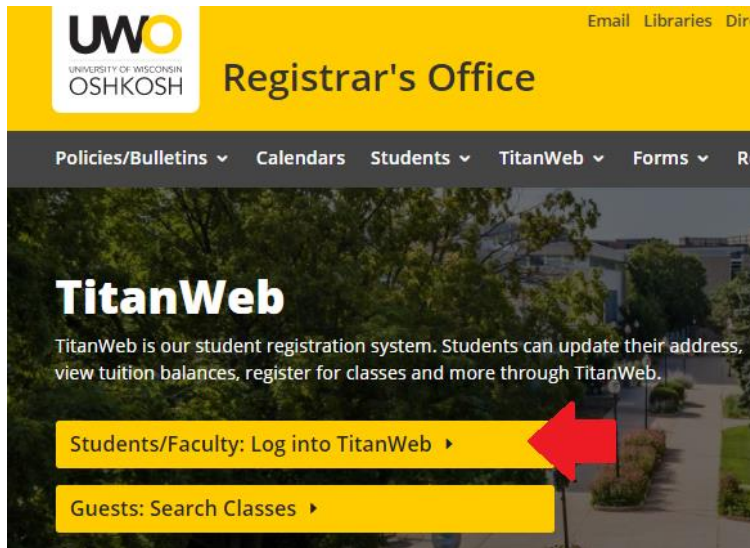 UWO
UNIVERSITY OF WISCONSIN
OSHKOSH
Email Libraries
Registrar's Office
Policies/Bulletins Calendars Students TitanWeb Forms
TitanWeb
TitanWeb is our student registration system. Students can update their address,
view tuition balances, register for classes and more through TitanWeb.
Students/Faculty: Log into TitanWeb
Guests: Search Classes